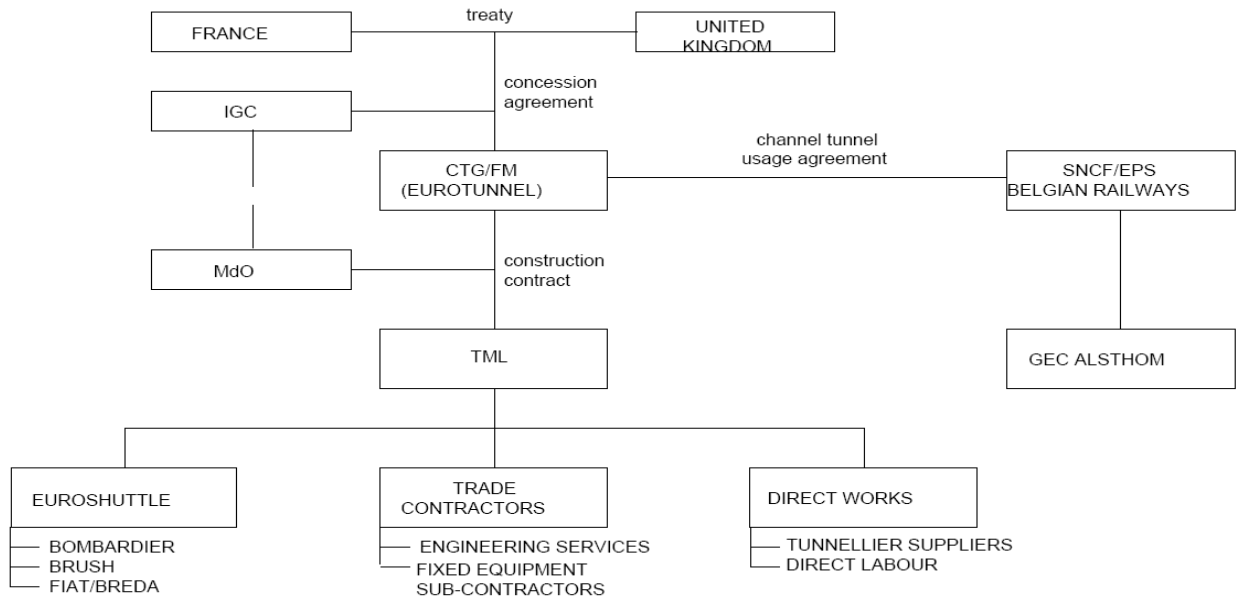 treaty
FRANCE
UNITED
KINGDOM
concession
agreement
IGC
channel tunnel
usage agreement
CTG/FM
(EUROTUNNEL)
SNCF/EPS
BELGIAN RAILWAYS
MdO
construction
contract
TML
GEC ALSTHOM
EUROSHUTTLE
TRADE
CONTRACTORS
DIRECT WORKS
BOMBARDIER
BRUSH
FIAT/BREDA
ENGINEERING SERVICES
FIXED EQUIPMENT
SUB-CONTRACTORS
TUNNELLIER SUPPLIERS
DIRECT LABOUR